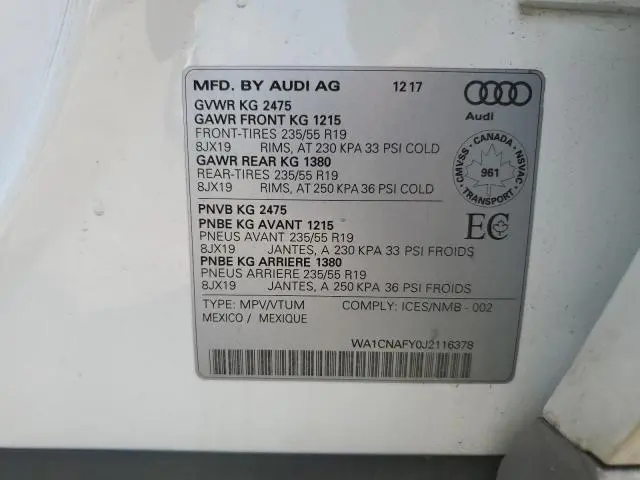 MFD. BY AUDI AG 12 17
Audi
GVWR KG 2475
GAWR FRONT KG 1215
FRONT-TIRES 235/55 R19
8JX19 RIMS, AT 230 KPA 33 PSI COLD
GAWR REAR KG 1380
REAR-TIRES 235/55 R19
8JX19 RIMS, AT 250 KPA 36 PSI COLD
CMVSS - CANADA - NSVAC
961
TRANSPORT
PNVB KG 2475
PNBE KG AVANT 1215
PNEUS AVANT 235/55 R19
8JX19 JANTES, A 230 KPA 33 PSI FROIDS
PNBE KG ARRIERE 1380
PNEUS ARRIERE 235/55 R19
8JX19 JANTES, A 250 KPA 36 PSI FROIDS
EC
TYPE: MPV/VTUM COMPLY: ICES/NMB - 002
MEXICO / MEXIQUE
WA1CNAFY0J2116378